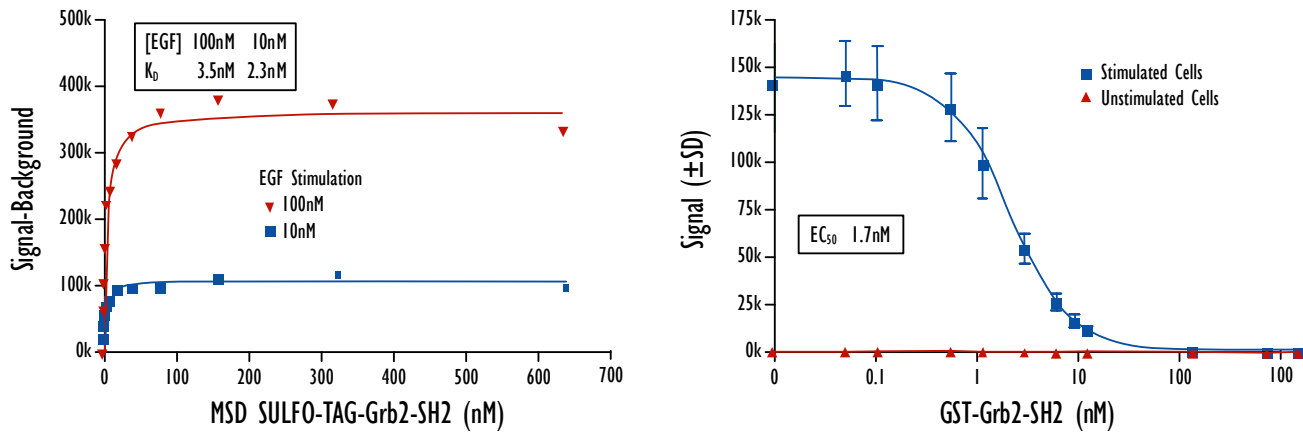 500k
400k
300k
200k
100k
0k
Signal-Background
[EGF] 100nM 10nM
K_D 3.5nM 2.3nM
EGF Stimulation
100nM
10nM
0 100 200 300 400 500 600 700
MSD SULFO-TAG-Grb2-SH2 (nM)
175k
150k
125k
100k
75k
50k
25k
0k
Signal (±SD)
Stimulated Cells
Unstimulated Cells
EC₅₀ 1.7nM
0 0.1 1 10 100
GST-Grb2-SH2 (nM)